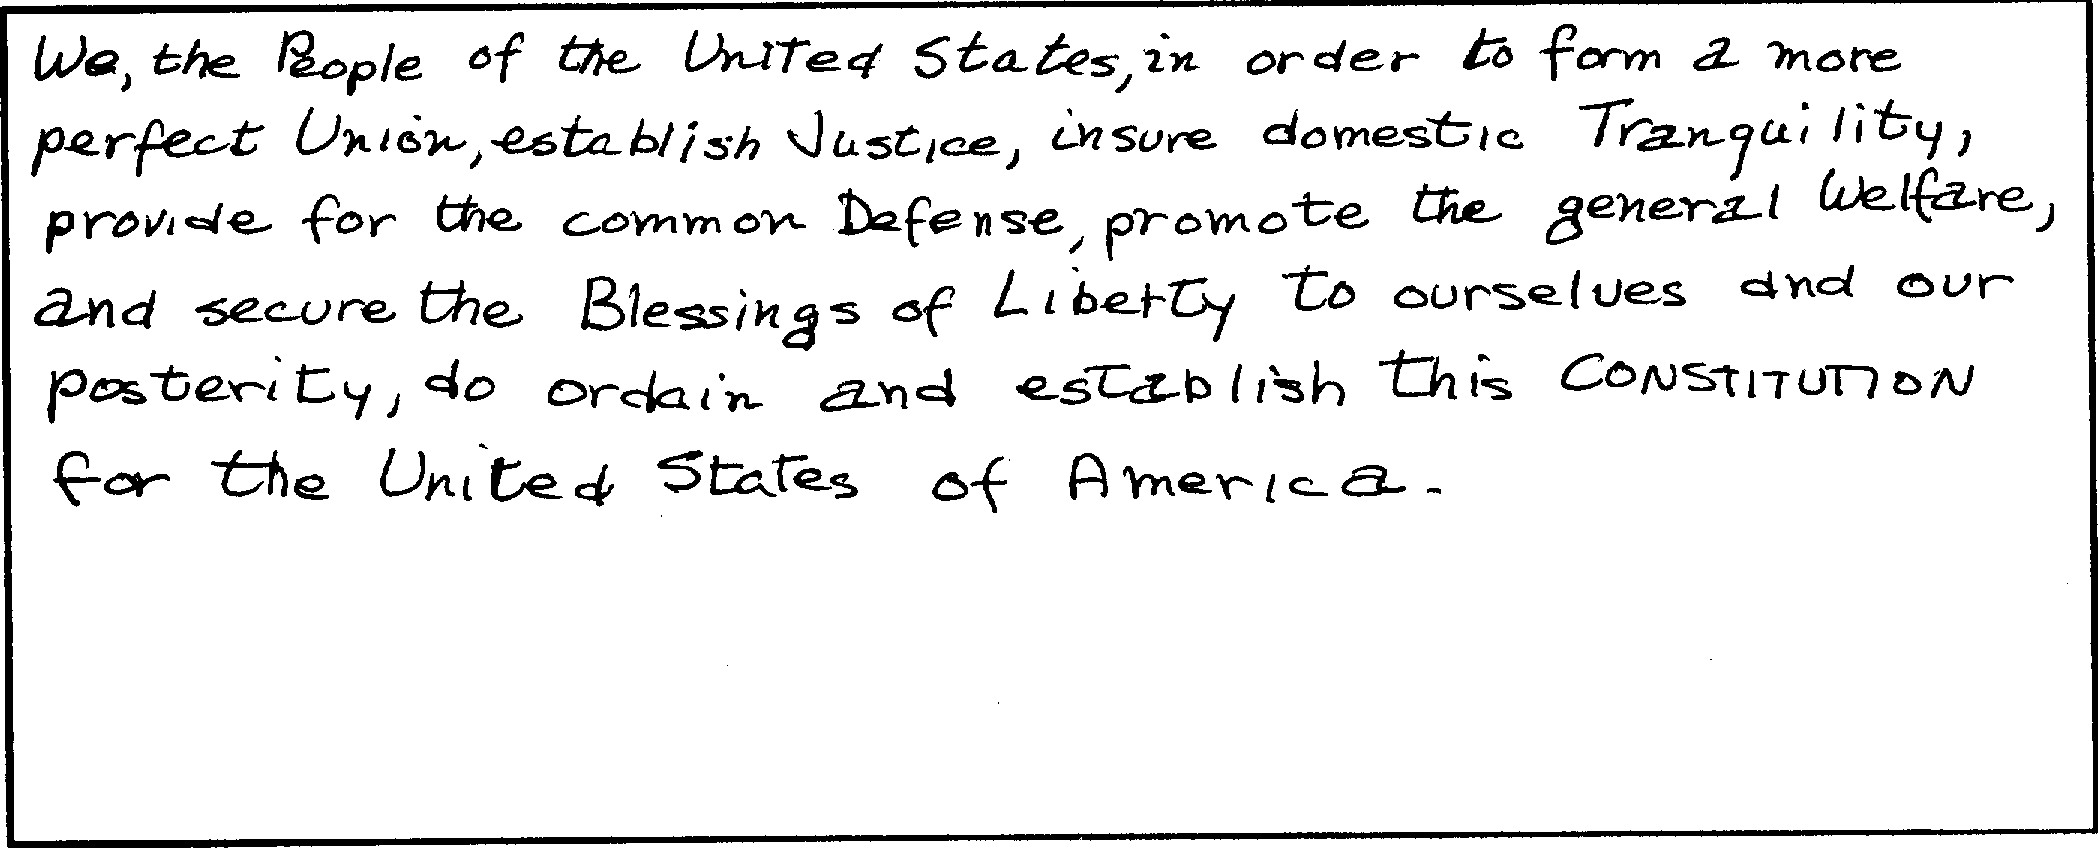 We, the People of the United States, in order to form a more
perfect Union, establish Justice, insure domestic Tranquility,
provide for the common Defense, promote the general Welfare,
and secure the Blessings of Liberty to ourselves and our
posterity, do ordain and establish this CONSTITUTION
for the United States of America.